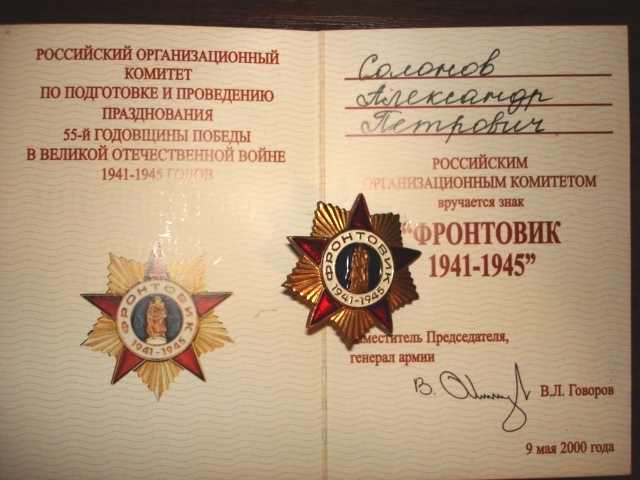 РОССИЙСКИЙ ОРГАНИЗАЦИОННЫЙ
КОМИТЕТ
ПО ПОДГОТОВКЕ И ПРОВЕДЕНИЮ
ПРАЗДНОВАНИЯ
55-й ГОДОВЩИНЫ ПОБЕДЫ
В ВЕЛИКОЙ ОТЕЧЕСТВЕННОЙ ВОЙНЕ
1941-1945 ГОДОВ
ФРОНТОВИК
1941-1945
Солонов
Александр
Петрович
РОССИЙСКИМ
ОРГАНИЗАЦИОННЫМ КОМИТЕТОМ
вручается знак
“ФРОНТОВИК
1941-1945”
ФРОНТОВИК
1941-1945
Заместитель Председателя,
генерал армии
В.Л. Говоров
9 мая 2000 года